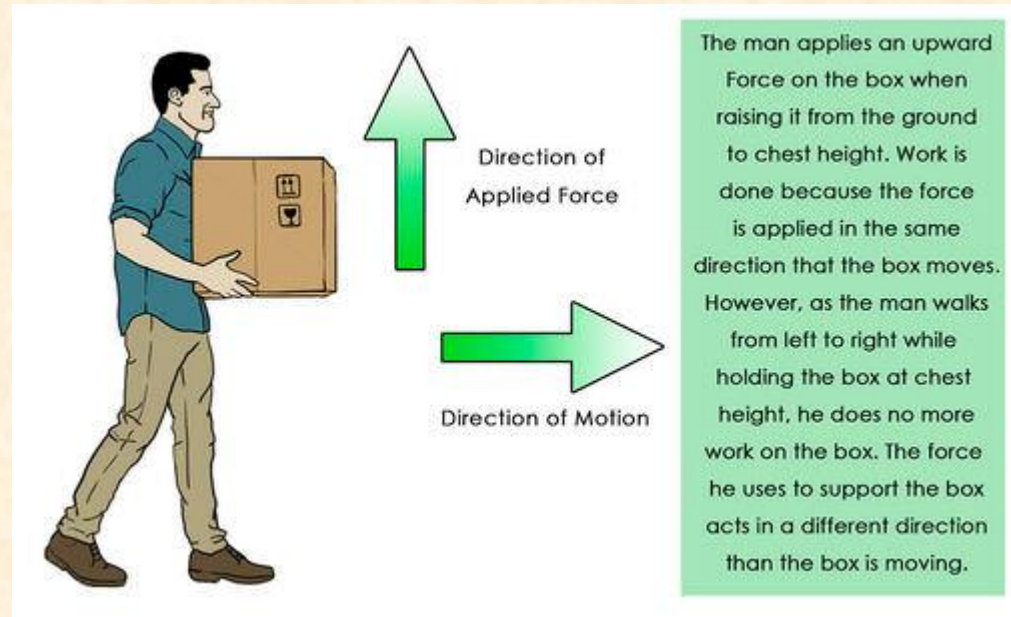 Direction of
Applied Force
Direction of Motion
The man applies an upward
Force on the box when
raising it from the ground
to chest height. Work is
done because the force
is applied in the same
direction that the box moves.
However, as the man walks
from left to right while
holding the box at chest
height, he does no more
work on the box. The force
he uses to support the box
acts in a different direction
than the box is moving.